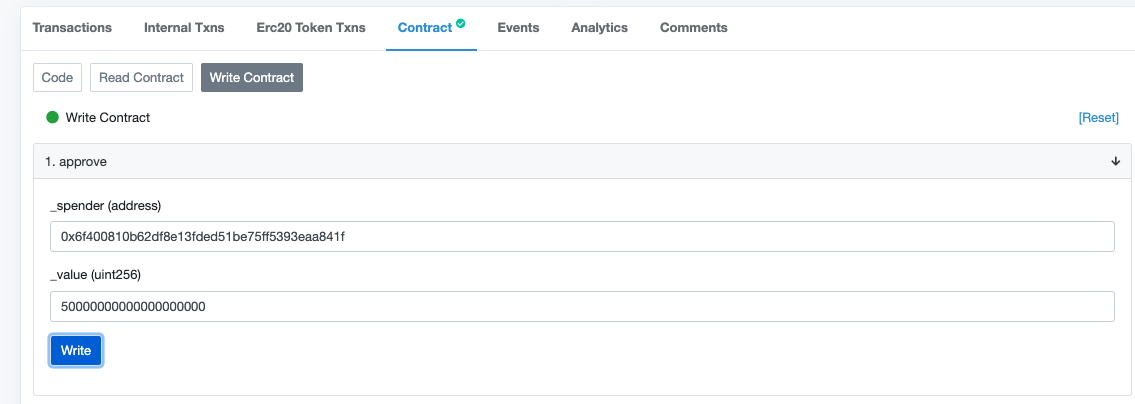 Transactions Internal Txns Erc20 Token Txns Contract Events Analytics Comments
Code Read Contract Write Contract
Write Contract [Reset]
1. approve
_spender (address)
0x6f400810b62df8e13fded51be75ff5393eaa841f
_value (uint256)
50000000000000000000
Write